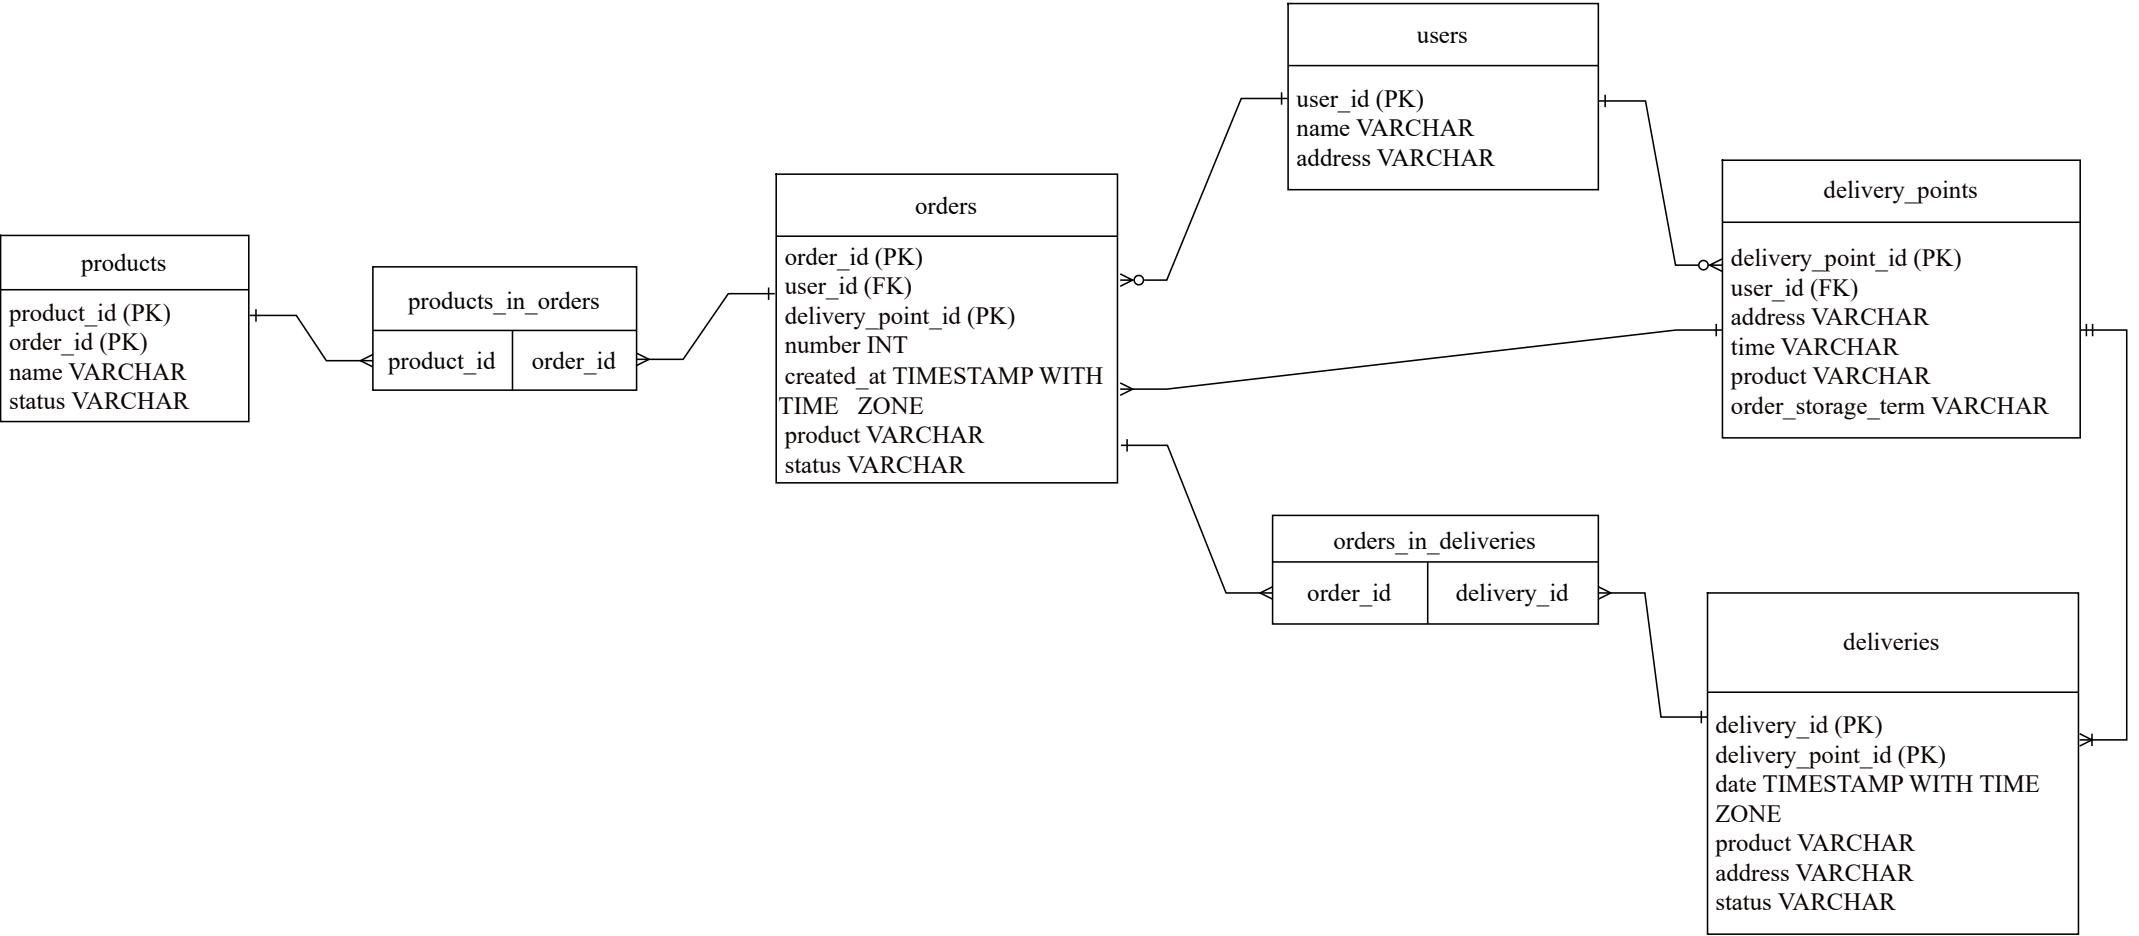 users
user_id (PK)
name VARCHAR
address VARCHAR
delivery_points
delivery_point_id (PK)
user_id (FK)
address VARCHAR
time VARCHAR
product VARCHAR
order_storage_term VARCHAR
orders
order_id (PK)
user_id (FK)
delivery_point_id (PK)
number INT
created_at TIMESTAMP WITH
TIME ZONE
product VARCHAR
status VARCHAR
products
product_id (PK)
order_id (PK)
name VARCHAR
status VARCHAR
products_in_orders
product_id order_id
orders_in_deliveries
order_id delivery_id
deliveries
delivery_id (PK)
delivery_point_id (PK)
date TIMESTAMP WITH TIME
ZONE
product VARCHAR
address VARCHAR
status VARCHAR